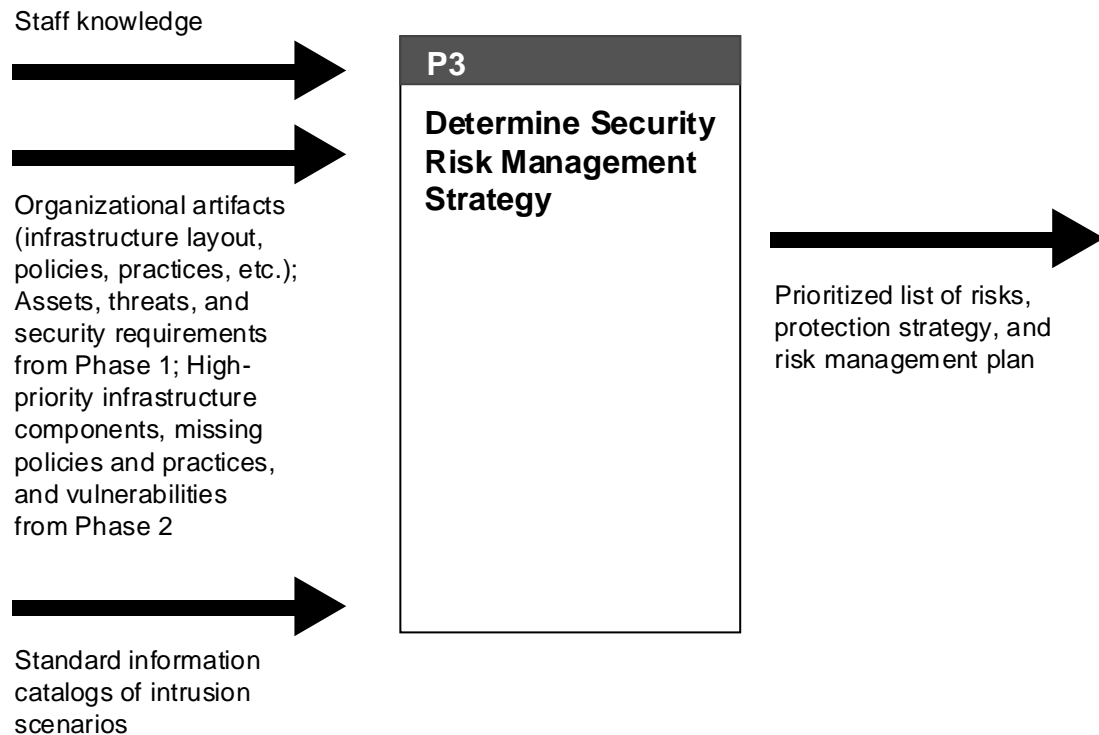 Staff knowledge
P3
Determine Security
Risk Management
Strategy
Organizational artifacts
(infrastructure layout,
policies, practices, etc.);
Assets, threats, and
security requirements
from Phase 1; High-
priority infrastructure
components, missing
policies and practices,
and vulnerabilities
from Phase 2
Standard information
catalogs of intrusion
scenarios
Prioritized list of risks,
protection strategy, and
risk management plan